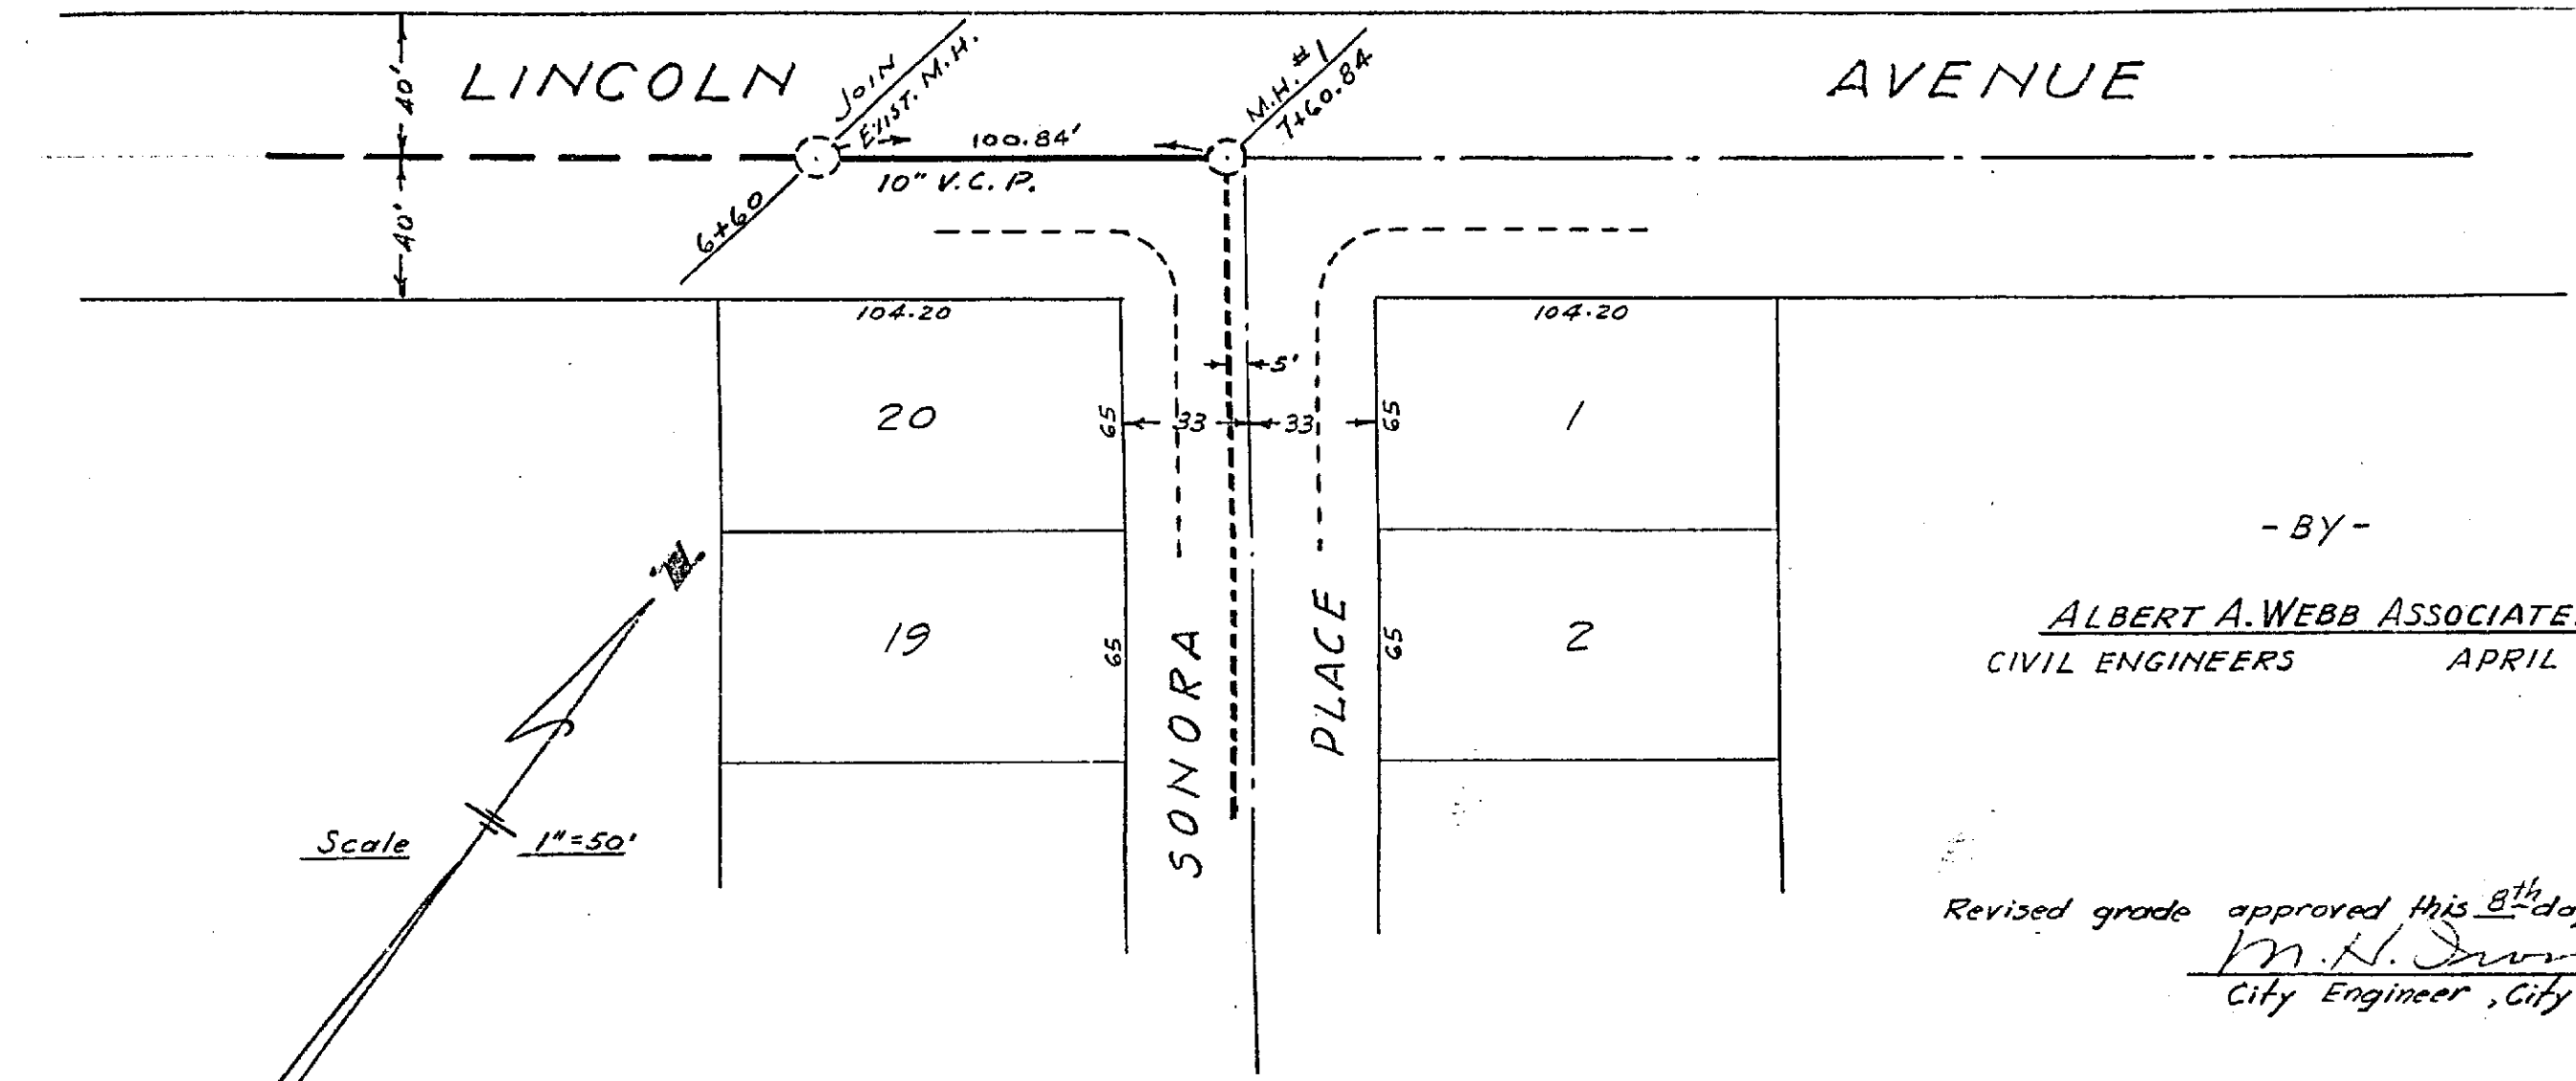 LINCOLN AVENUE
40'
40'
JOIN
EXIST. M.H.
6+60
100.84'
10" V.C.P.
M.H. #1
7+60.84
104.20
104.20
5'
20
65
33
33
65
1
19
65
65
2
SONORA PLACE
N
Scale 1"=50'
- BY -
ALBERT A. WEBB ASSOCIATE
CIVIL ENGINEERS APRIL
Revised grade approved this 8th da
M. H.
City Engineer, City